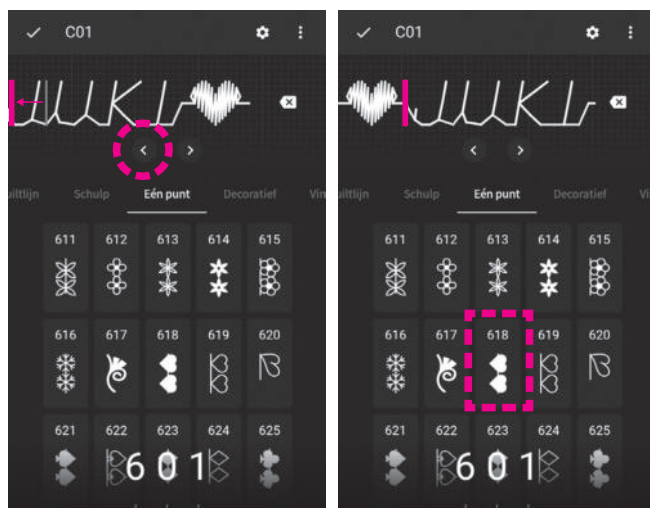 C01
uiltlijn Schulp Eén punt Decoratief Vin
611 612 613 614 615
616 617 618 619 620
621 622 623 624 625
601
C01
uiltlijn Schulp Eén punt Decoratief Vi
611 612 613 614 615
616 617 618 619 620
621 622 623 624 625
601